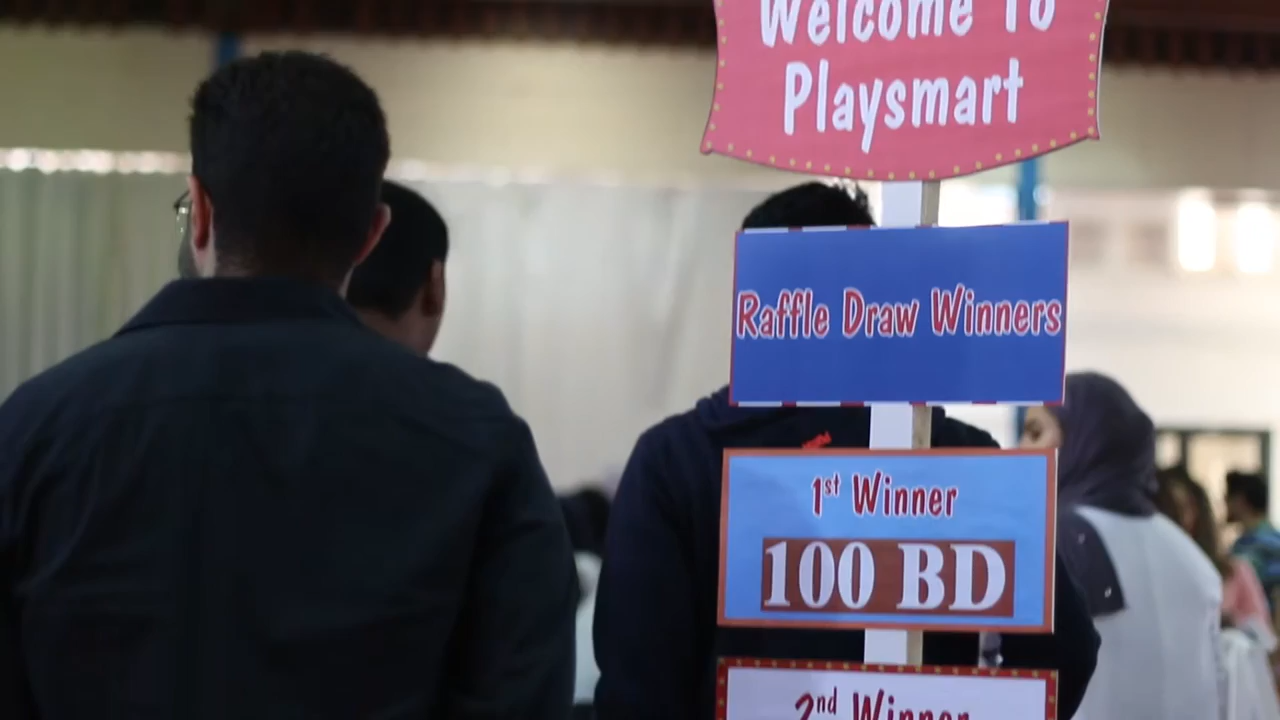 Welcome To
Playsmart
Raffle Draw Winners
1st Winner
100 BD
2nd Winner